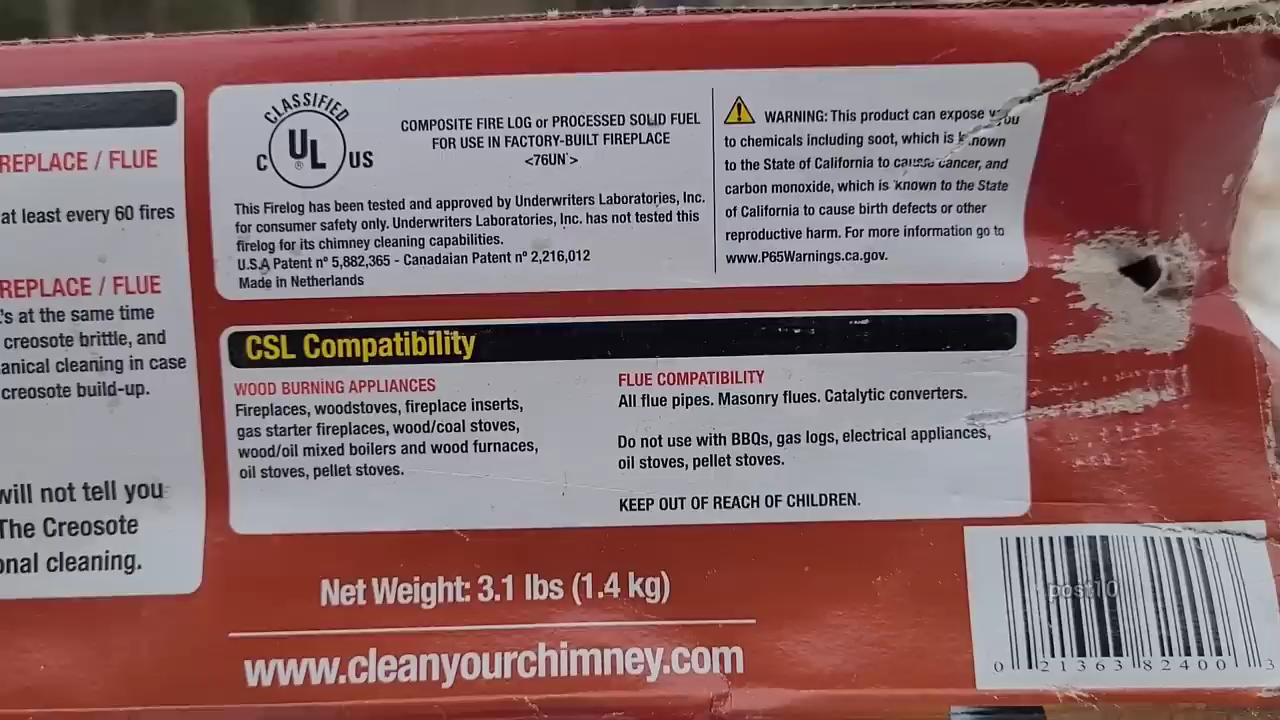 REPLACE / FLUE
at least every 60 fires
REPLACE / FLUE
's at the same time
creosote brittle, and
anical cleaning in case
creosote build-up.
will not tell you
The Creosote
onal cleaning.
CLASSIFIED
C UL ® US
COMPOSITE FIRE LOG or PROCESSED SOLID FUEL
FOR USE IN FACTORY-BUILT FIREPLACE
<76UN>
This Firelog has been tested and approved by Underwriters Laboratories, Inc.
for consumer safety only. Underwriters Laboratories, Inc. has not tested this
firelog for its chimney cleaning capabilities.
U.S.A Patent nº 5,882,365 - Canadaian Patent nº 2,216,012
Made in Netherlands
WARNING: This product can expose you
to chemicals including soot, which is known
to the State of California to cause cancer, and
carbon monoxide, which is known to the State
of California to cause birth defects or other
reproductive harm. For more information go to
www.P65Warnings.ca.gov.
CSL Compatibility
WOOD BURNING APPLIANCES
Fireplaces, woodstoves, fireplace inserts,
gas starter fireplaces, wood/coal stoves,
wood/oil mixed boilers and wood furnaces,
oil stoves, pellet stoves.
FLUE COMPATIBILITY
All flue pipes. Masonry flues. Catalytic converters.
Do not use with BBQs, gas logs, electrical appliances,
oil stoves, pellet stoves.
KEEP OUT OF REACH OF CHILDREN.
Net Weight: 3.1 lbs (1.4 kg)
www.cleanyourchimney.com
post10
0 21363 82400 3